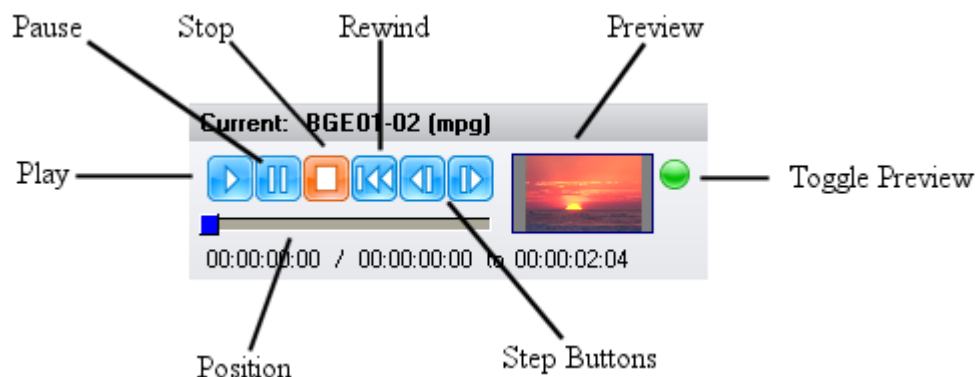 Pause Stop Rewind Preview
Current: BGE01-02 (mpg)
Play
Toggle Preview
00:00:00:00 / 00:00:00:00 to 00:00:02:04
Step Buttons
Position